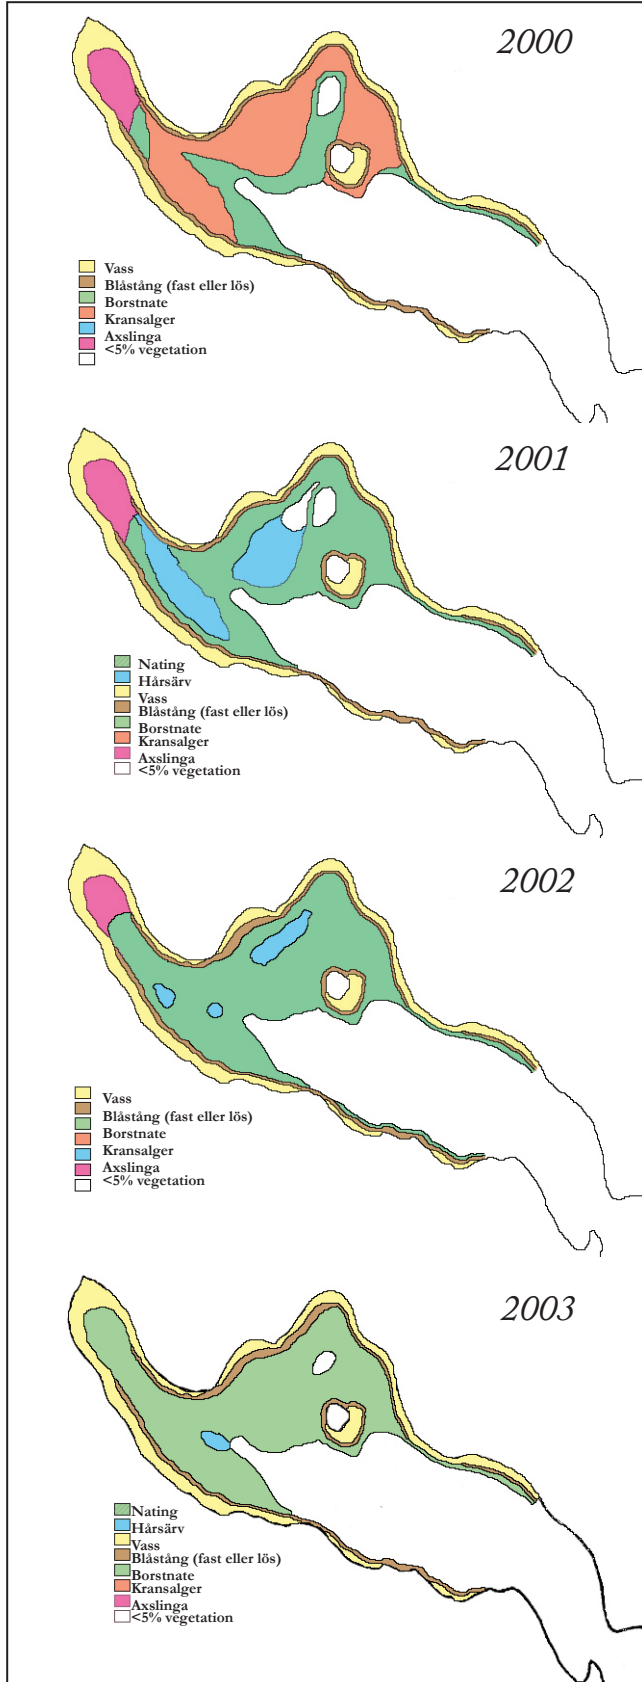 2000
Vass
Blåstång (fast eller lös)
Borstnate
Kransalger
Axslinga
<5% vegetation
2001
Nating
Hårsärv
Vass
Blåstång (fast eller lös)
Borstnate
Kransalger
Axslinga
<5% vegetation
2002
Vass
Blåstång (fast eller lös)
Borstnate
Kransalger
Axslinga
<5% vegetation
2003
Nating
Hårsärv
Vass
Blåstång (fast eller lös)
Borstnate
Kransalger
Axslinga
<5% vegetation